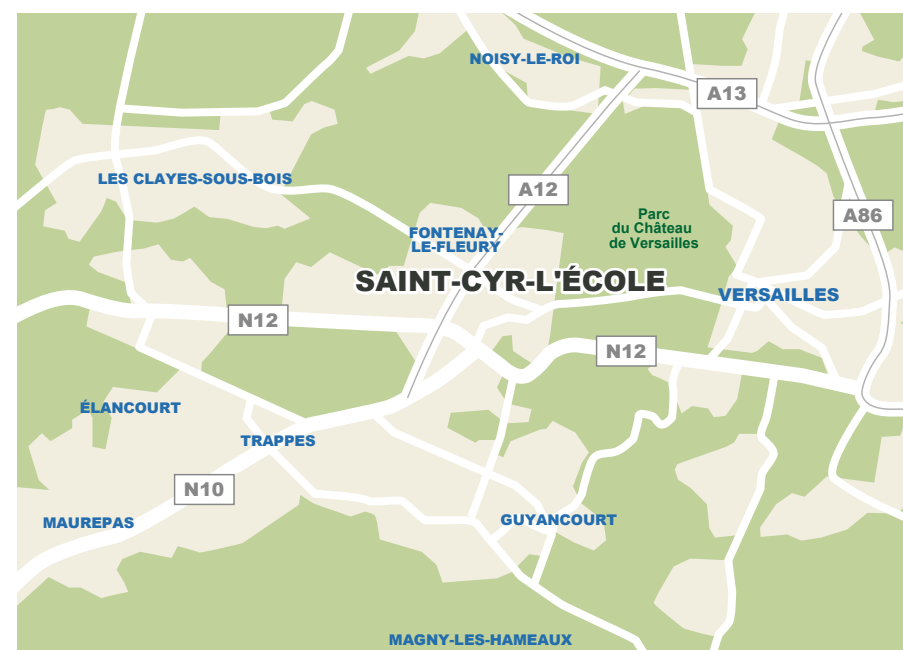 NOISY-LE-ROI
A13
LES CLAYES-SOUS-BOIS
A12
Parc
du Château
de Versailles
A86
FONTENAY-
LE-FLEURY
SAINT-CYR-L'ÉCOLE
VERSAILLES
N12
N12
ÉLANCOURT
TRAPPES
N10
MAUREPAS
GUYANCOURT
MAGNY-LES-HAMEAUX